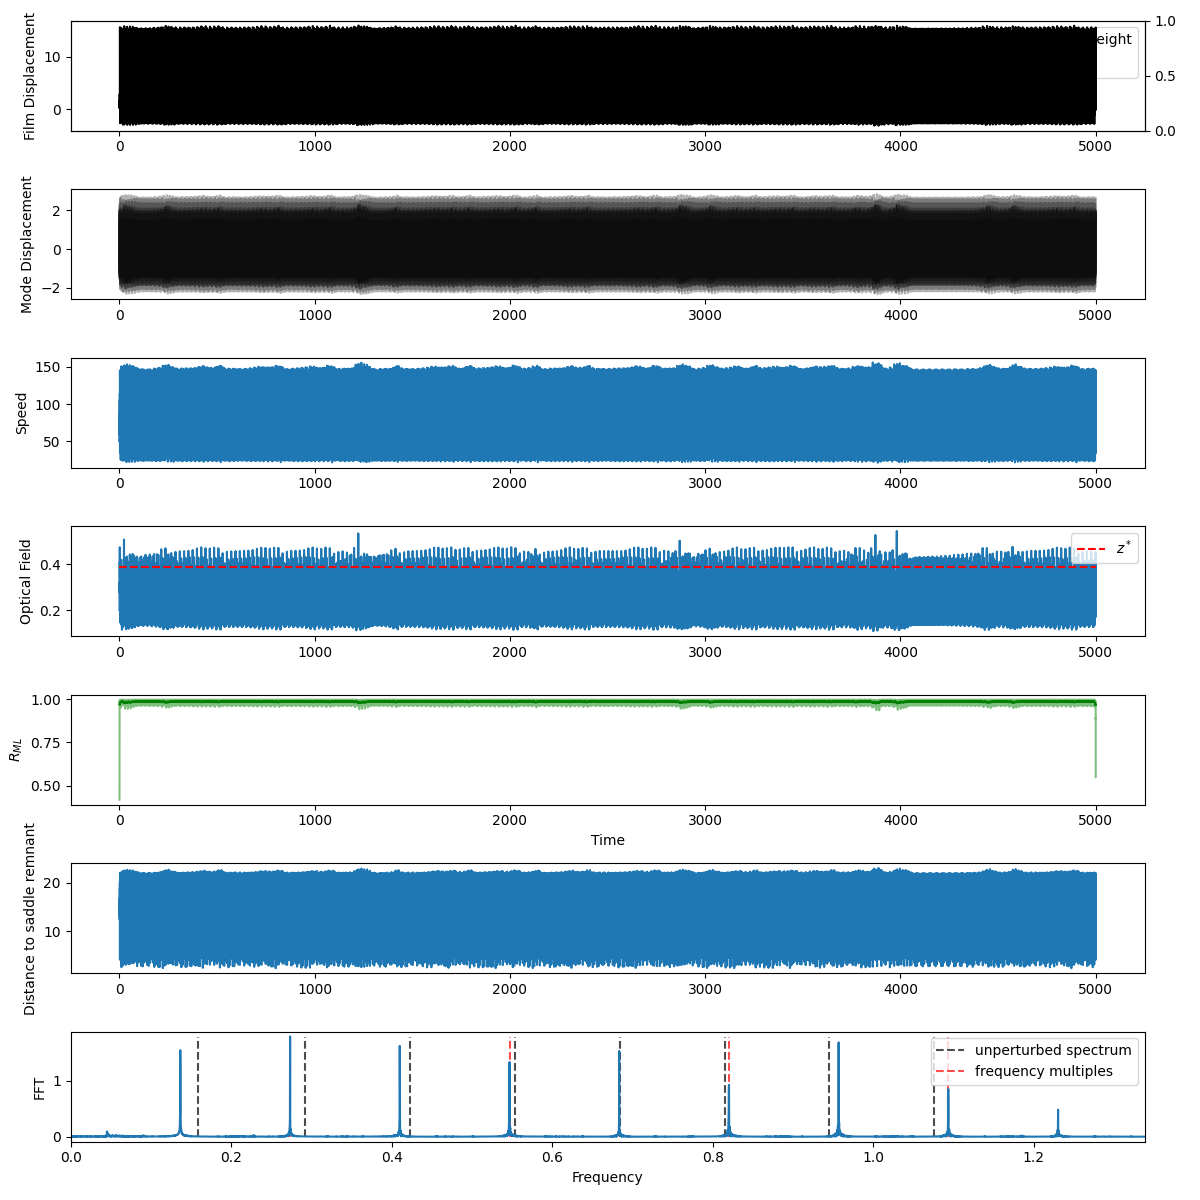 Film Displacement
10
0
eight
1.0
0.5
0.0
0 1000 2000 3000 4000 5000
Mode Displacement
2
0
−2
0 1000 2000 3000 4000 5000
Speed
150
100
50
0 1000 2000 3000 4000 5000
Optical Field
0.4
0.2
z*
0 1000 2000 3000 4000 5000
R_ML
1.00
0.75
0.50
0 1000 2000 3000 4000 5000
Time
Distance to saddle remnant
20
10
0 1000 2000 3000 4000 5000
FFT
1
0
unperturbed spectrum
frequency multiples
0.0 0.2 0.4 0.6 0.8 1.0 1.2
Frequency